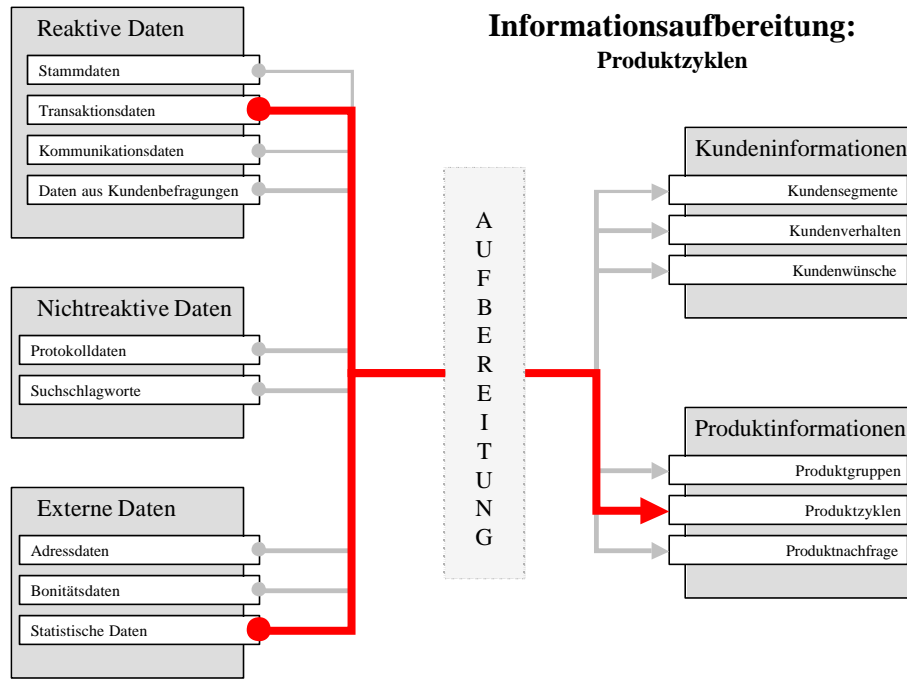 Informationsaufbereitung:
Produktzyklen
Reaktive Daten
Stammdaten
Transaktionsdaten
Kommunikationsdaten
Daten aus Kundenbefragungen
Nichtreaktive Daten
Protokolldaten
Suchschlagworte
Externe Daten
Adressdaten
Bonitätsdaten
Statistische Daten
A
U
F
B
E
R
E
I
T
U
N
G
Kundeninformationen
Kundensegmente
Kundenverhalten
Kundenwünsche
Produktinformationen
Produktgruppen
Produktzyklen
Produktnachfrage